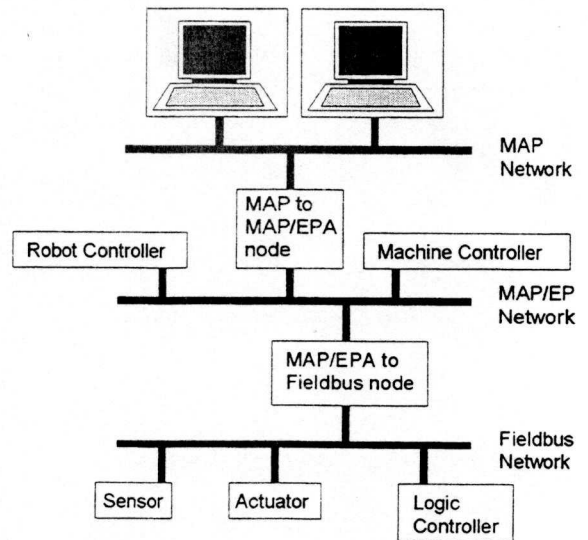 MAP
Network
MAP to
MAP/EPA
node
Robot Controller
Machine Controller
MAP/EP
Network
MAP/EPA to
Fieldbus node
Fieldbus
Network
Sensor
Actuator
Logic
Controller